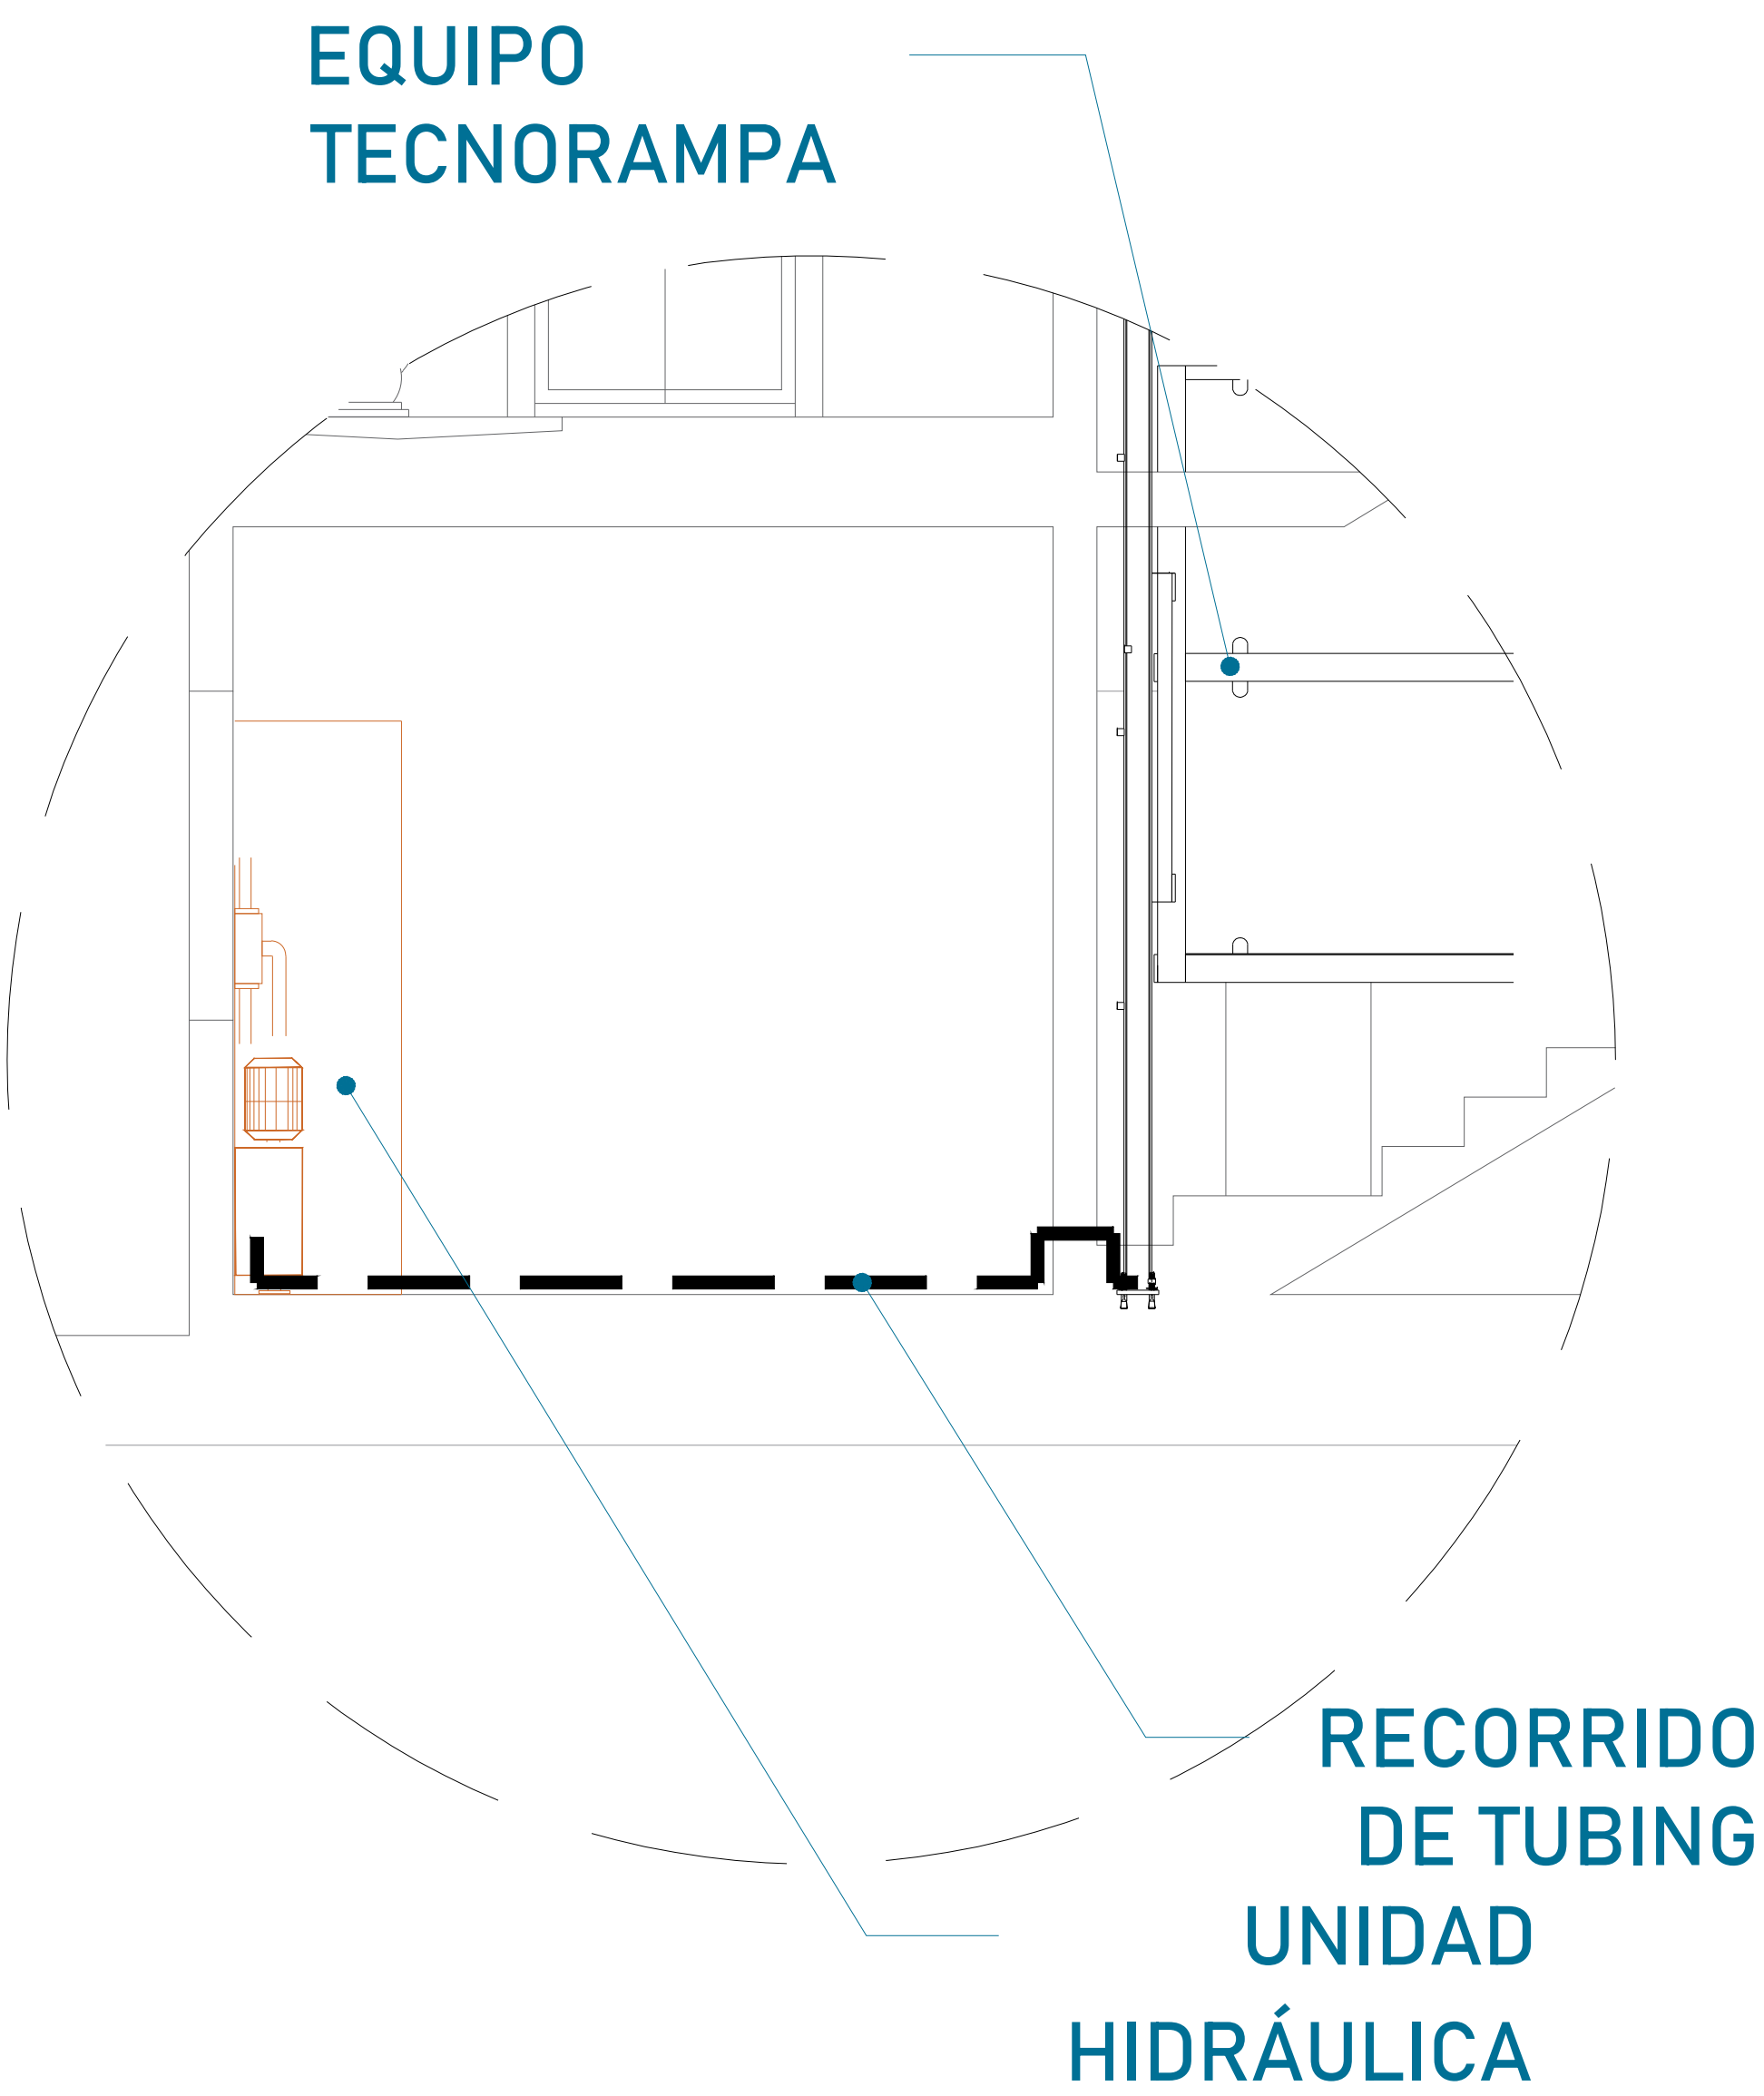 EQUIPO
TECNORAMPA
RECORRIDO
DE TUBING
UNIDAD
HIDRÁULICA